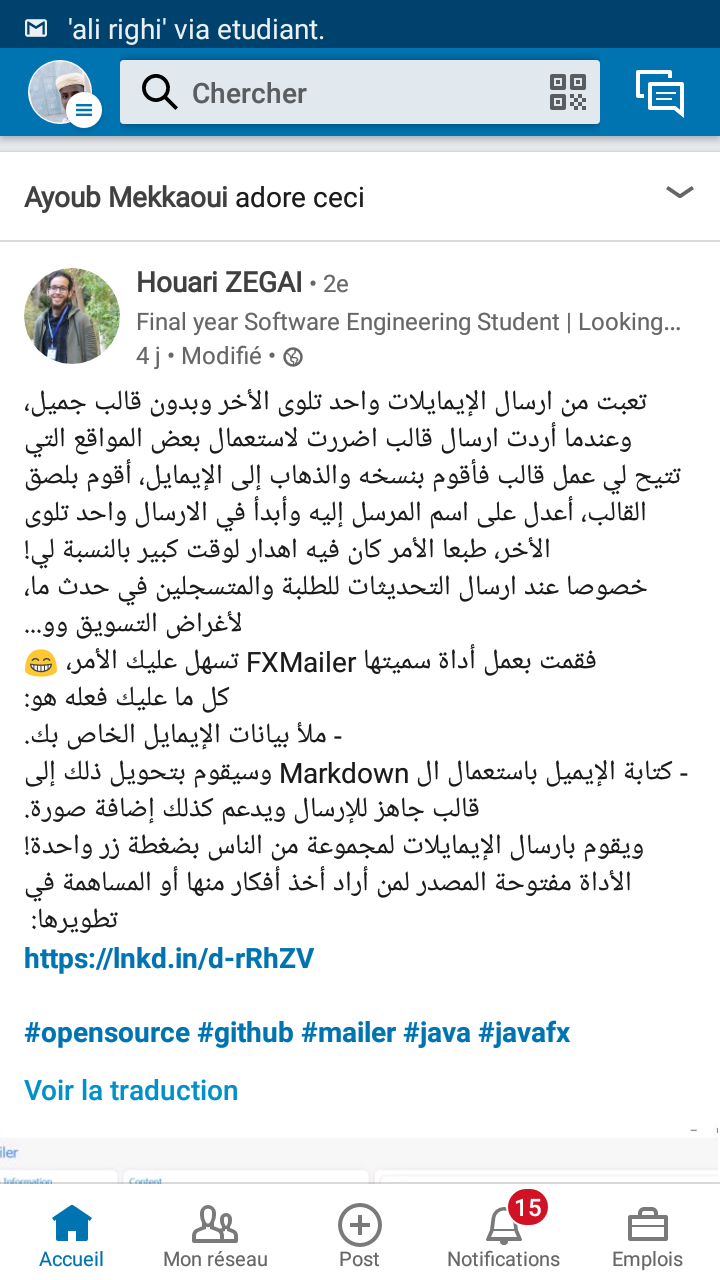 'ali righi' via etudiant.
Chercher
Ayoub Mekkaoui adore ceci
Houari ZEGAI • 2e
Final year Software Engineering Student | Looking...
4 j • Modifié •
تعبت من ارسال الإيمايلات واحد تلوى الأخر وبدون قالب جميل،
وعندما أردت ارسال قالب اضررت لاستعمال بعض المواقع التي
تتيح لي عمل قالب فأقوم بنسخه والذهاب إلى الإيمايل، أقوم بلصق
القالب، أعدل على اسم المرسل إليه وأبدأ في الارسال واحد تلوى
الأخر، طبعا الأمر كان فيه اهدار لوقت كبير بالنسبة لي!
خصوصا عند ارسال التحديثات للطلبة والمتسجلين في حدث ما،
لأغراض التسويق وو...
فقمت بعمل أداة سميتها FXMailer تسهل عليك الأمر، 😁
كل ما عليك فعله هو:
- ملأ بيانات الإيمايل الخاص بك.
- كتابة الإيميل باستعمال ال Markdown وسيقوم بتحويل ذلك إلى
قالب جاهز للإرسال ويدعم كذلك إضافة صورة.
ويقوم بارسال الإيمايلات لمجموعة من الناس بضغطة زر واحدة!
الأداة مفتوحة المصدر لمن أراد أخذ أفكار منها أو المساهمة في
تطويرها:
https://lnkd.in/d-rRhZV
#opensource #github #mailer #java #javafx
Voir la traduction
iler
Information Content
15
Accueil Mon réseau Post Notifications Emplois